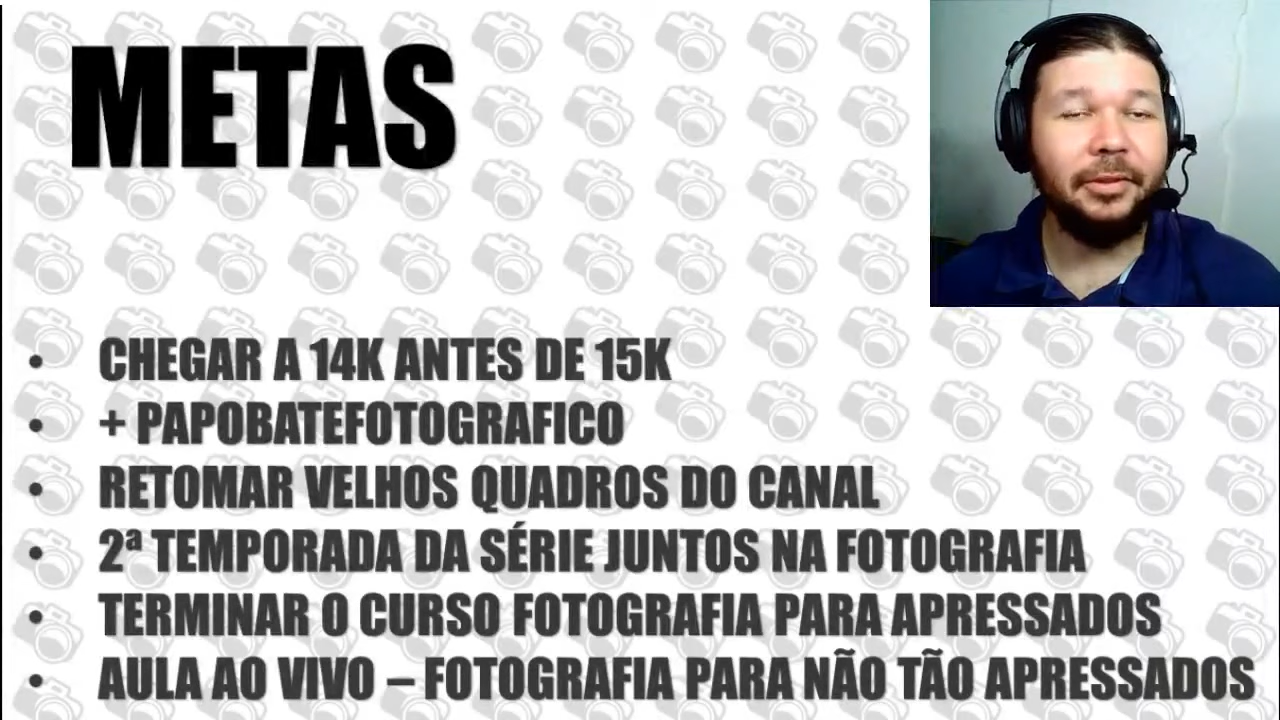 METAS
• CHEGAR A 14K ANTES DE 15K
• + PAPOBATEFOTOGRAFICO
• RETOMAR VELHOS QUADROS DO CANAL
• 2ª TEMPORADA DA SÉRIE JUNTOS NA FOTOGRAFIA
• TERMINAR O CURSO FOTOGRAFIA PARA APRESSADOS
• AULA AO VIVO – FOTOGRAFIA PARA NÃO TÃO APRESSADOS